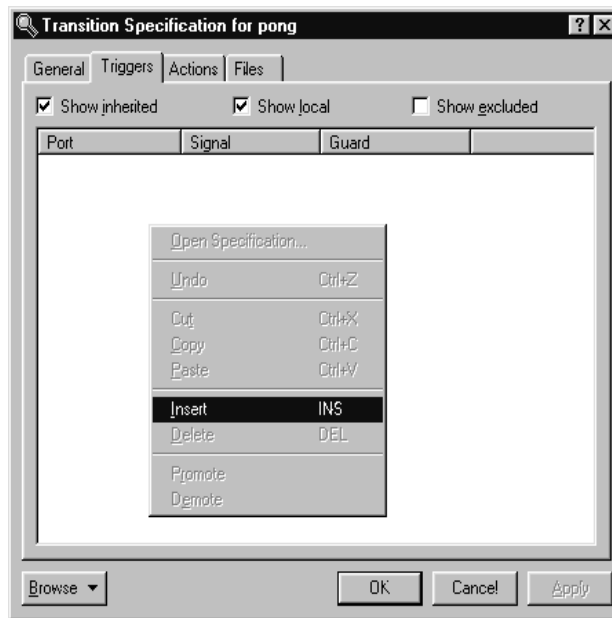 Transition Specification for pong
General Triggers Actions Files
Show inherited Show local Show excluded
Port Signal Guard
Open Specification...
Undo Ctrl+Z
Cut Ctrl+X
Copy Ctrl+C
Paste Ctrl+V
Insert INS
Delete DEL
Promote
Demote
Browse OK Cancel Apply